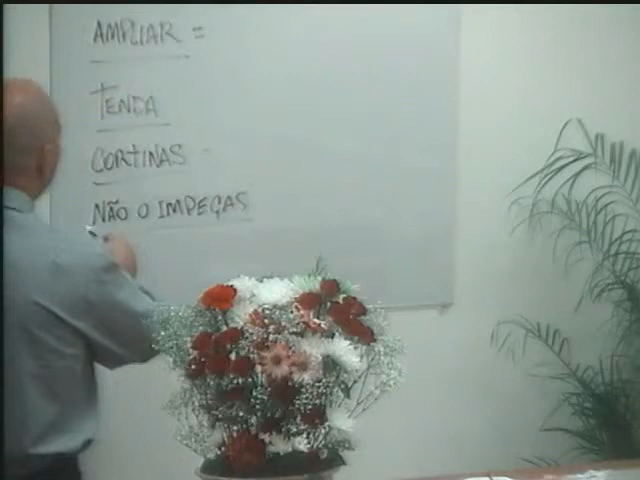 AMPLIAR =
TENDA
CORTINAS -
NÃO O IMPEÇAS